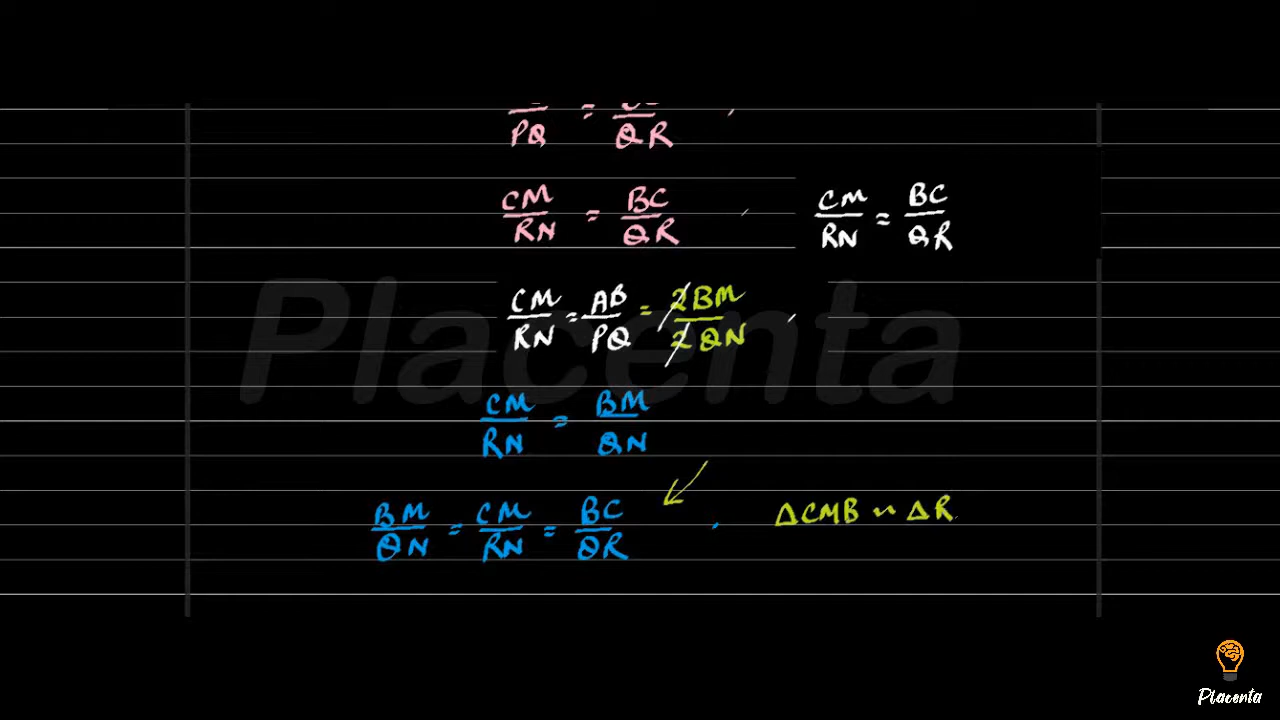 PQ = QR
CM/RN = BC/QR
CM/RN = BC/QR
CM/RN = AB/PQ = 2BM/2QN
Placenta
CM/RN = BM/QN
BM/QN = CM/RN = BC/QR
ΔCMB ~ ΔR
Placenta